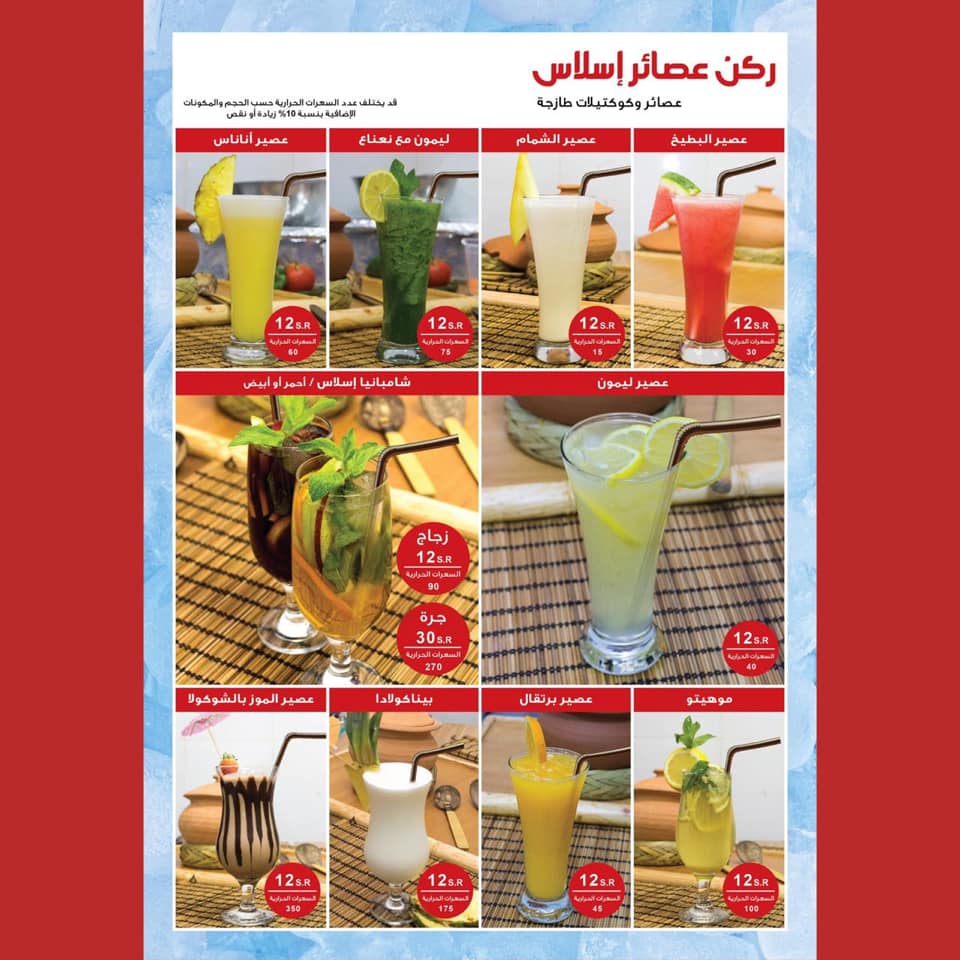 ركن عصائر إسلاس
عصائر وكوكتيلات طازجة
قد يختلف عدد السعرات الحرارية حسب الحجم والمكونات
الإضافية بنسبة 10% زيادة أو نقص
عصير البطيخ
12 S.R
السعرات الحرارية
30
عصير الشمام
12 S.R
السعرات الحرارية
15
ليمون مع نعناع
12 S.R
السعرات الحرارية
75
عصير أناناس
12 S.R
السعرات الحرارية
60
عصير ليمون
12 S.R
السعرات الحرارية
40
شامبانيا إسلاس / أحمر أو أبيض
زجاج
12 S.R
السعرات الحرارية
90
جرة
30 S.R
السعرات الحرارية
270
موهيتو
12 S.R
السعرات الحرارية
100
عصير برتقال
12 S.R
السعرات الحرارية
45
بيناكولادا
12 S.R
السعرات الحرارية
175
عصير الموز بالشوكولا
12 S.R
السعرات الحرارية
350